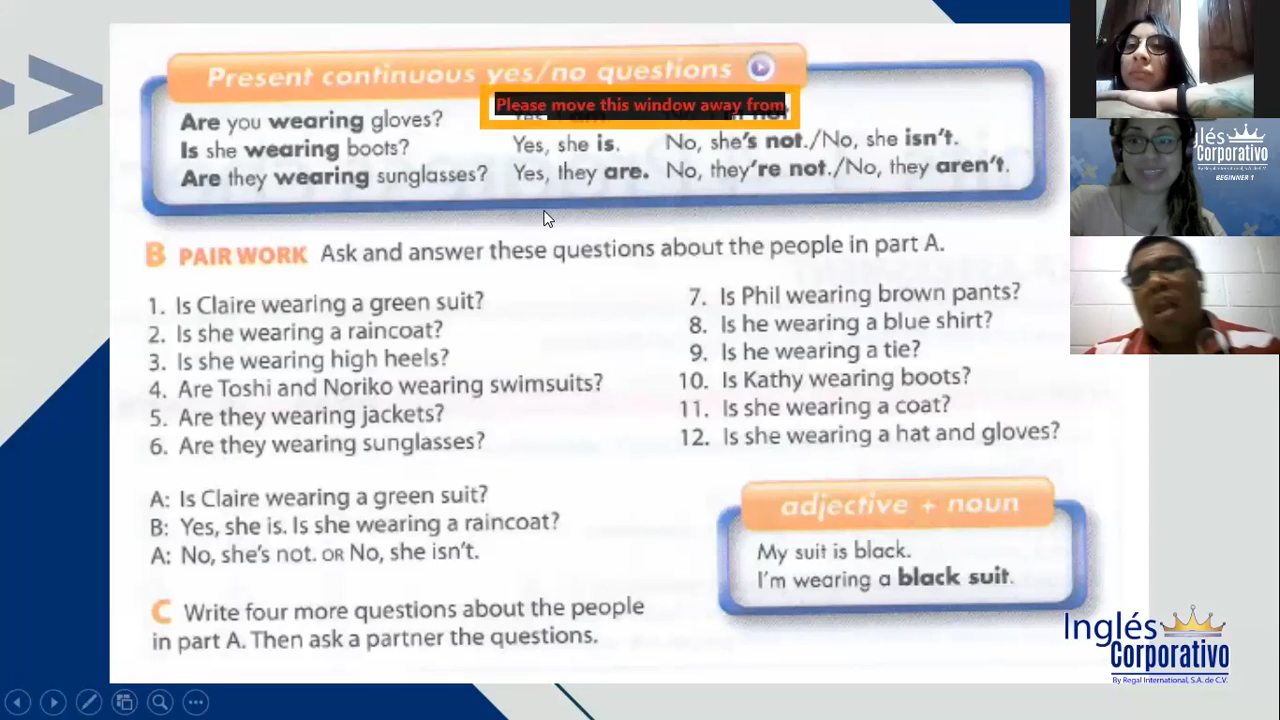 Present continuous yes/no questions
Please move this window away from
Are you wearing gloves?
Is she wearing boots? Yes, she is. No, she's not./No, she isn't.
Are they wearing sunglasses? Yes, they are. No, they're not./No, they aren't.
B PAIR WORK Ask and answer these questions about the people in part A.
1. Is Claire wearing a green suit?
2. Is she wearing a raincoat?
3. Is she wearing high heels?
4. Are Toshi and Noriko wearing swimsuits?
5. Are they wearing jackets?
6. Are they wearing sunglasses?
7. Is Phil wearing brown pants?
8. Is he wearing a blue shirt?
9. Is he wearing a tie?
10. Is Kathy wearing boots?
11. Is she wearing a coat?
12. Is she wearing a hat and gloves?
A: Is Claire wearing a green suit?
B: Yes, she is. Is she wearing a raincoat?
A: No, she's not. OR No, she isn't.
C Write four more questions about the people
in part A. Then ask a partner the questions.
adjective + noun
My suit is black.
I'm wearing a black suit.
Inglés
Corporativo
By Regal International, S.A. de C.V.
lés
Corporativo
By Regal International, S.A. de C.V.
BEGINNER 1